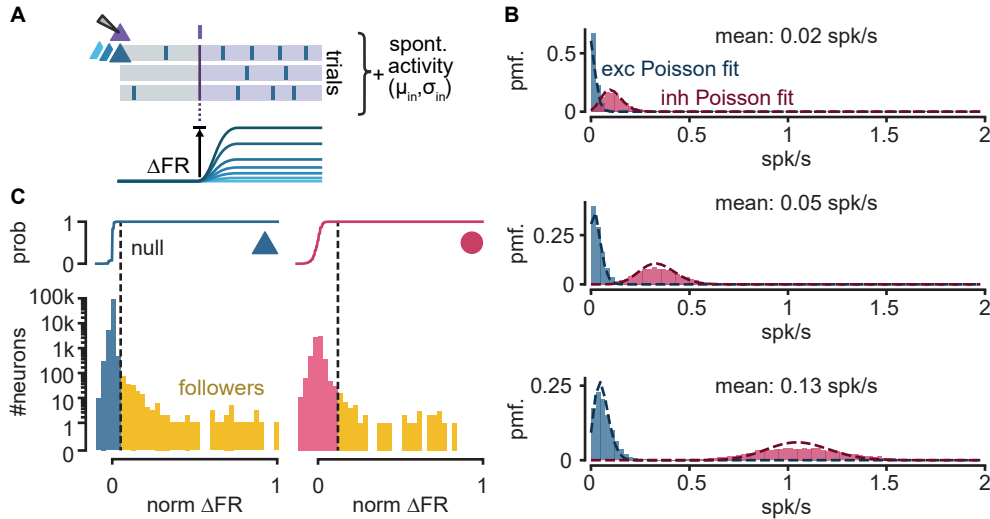 A
trials
spont.
activity
(μin,σin)
+
ΔFR
B
mean: 0.02 spk/s
exc Poisson fit
inh Poisson fit
pmf.
0.5
0
0 0.5 1 1.5 2
spk/s
mean: 0.05 spk/s
pmf.
0.25
0
0 0.5 1 1.5 2
spk/s
mean: 0.13 spk/s
pmf.
0.25
0
0 0.5 1 1.5 2
spk/s
C
prob
1
0
null
#neurons
100k
10k
1k
100
10
1
0
followers
0 1
norm ΔFR
0 1
norm ΔFR